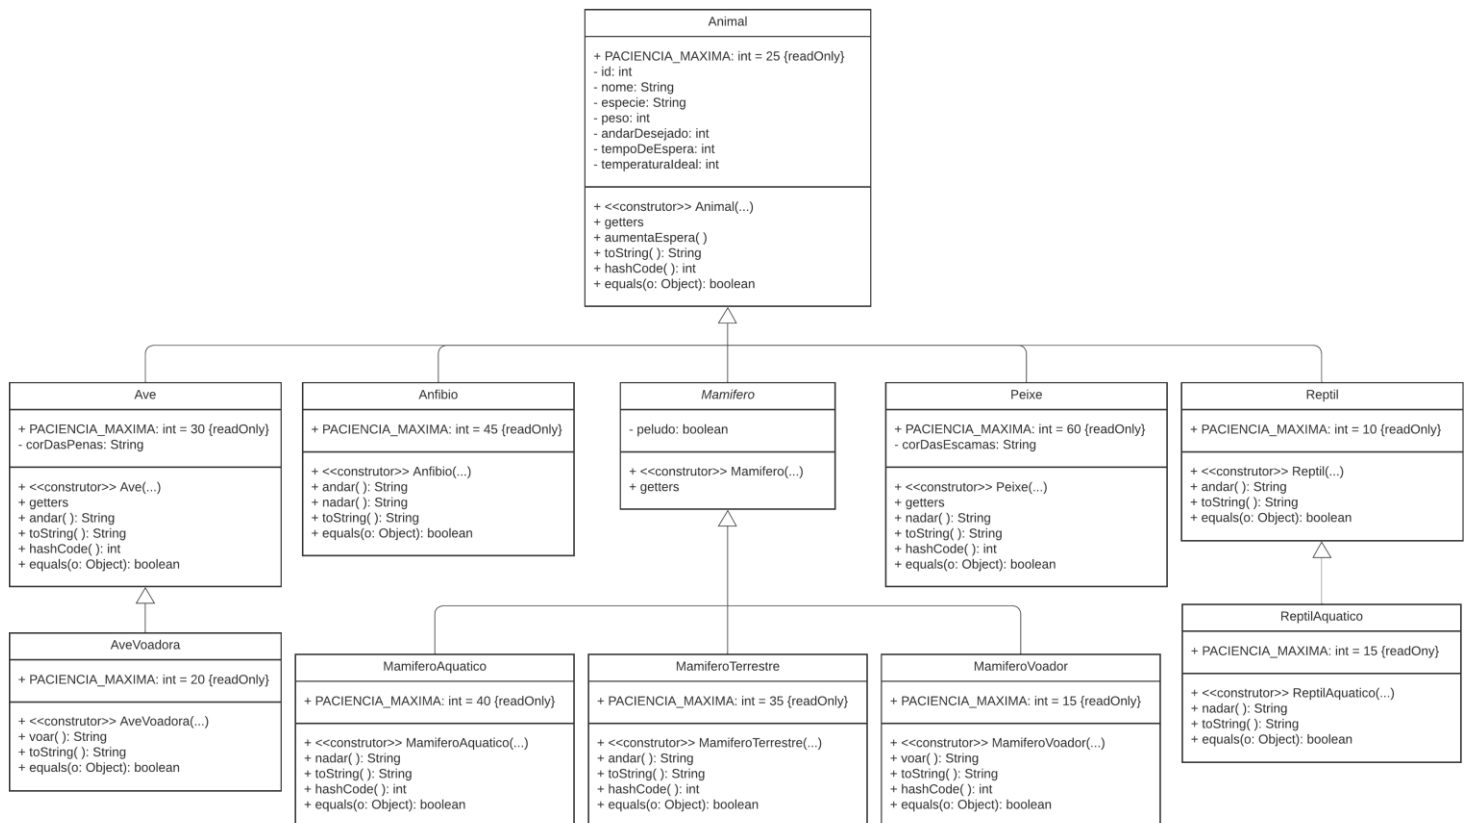 Animal
+ PACIENCIA_MAXIMA: int = 25 {readOnly}
- id: int
- nome: String
- especie: String
- peso: int
- andarDesejado: int
- tempoDeEspera: int
- temperaturaIdeal: int
+ <<construtor>> Animal(...)
+ getters
+ aumentaEspera( )
+ toString( ): String
+ hashCode( ): int
+ equals(o: Object): boolean
Ave
+ PACIENCIA_MAXIMA: int = 30 {readOnly}
- corDasPenas: String
+ <<construtor>> Ave(...)
+ getters
+ andar( ): String
+ toString( ): String
+ hashCode( ): int
+ equals(o: Object): boolean
Anfibio
+ PACIENCIA_MAXIMA: int = 45 {readOnly}
+ <<construtor>> Anfibio(...)
+ andar( ): String
+ nadar( ): String
+ toString( ): String
+ equals(o: Object): boolean
Mamifero
- peludo: boolean
+ <<construtor>> Mamifero(...)
+ getters
Peixe
+ PACIENCIA_MAXIMA: int = 60 {readOnly}
- corDasEscamas: String
+ <<construtor>> Peixe(...)
+ getters
+ nadar( ): String
+ toString( ): String
+ hashCode( ): int
+ equals(o: Object): boolean
Reptil
+ PACIENCIA_MAXIMA: int = 10 {readOnly}
+ <<construtor>> Reptil(...)
+ andar( ): String
+ toString( ): String
+ equals(o: Object): boolean
AveVoadora
+ PACIENCIA_MAXIMA: int = 20 {readOnly}
+ <<construtor>> AveVoadora(...)
+ voar( ): String
+ toString( ): String
+ equals(o: Object): boolean
MamiferoAquatico
+ PACIENCIA_MAXIMA: int = 40 {readOnly}
+ <<construtor>> MamiferoAquatico(...)
+ nadar( ): String
+ toString( ): String
+ hashCode( ): int
+ equals(o: Object): boolean
MamiferoTerrestre
+ PACIENCIA_MAXIMA: int = 35 {readOnly}
+ <<construtor>> MamiferoTerrestre(...)
+ andar( ): String
+ toString( ): String
+ hashCode( ): int
+ equals(o: Object): boolean
MamiferoVoador
+ PACIENCIA_MAXIMA: int = 15 {readOnly}
+ <<construtor>> MamiferoVoador(...)
+ voar( ): String
+ toString( ): String
+ hashCode( ): int
+ equals(o: Object): boolean
ReptilAquatico
+ PACIENCIA_MAXIMA: int = 15 {readOny}
+ <<construtor>> ReptilAquatico(...)
+ nadar( ): String
+ toString( ): String
+ equals(o: Object): boolean